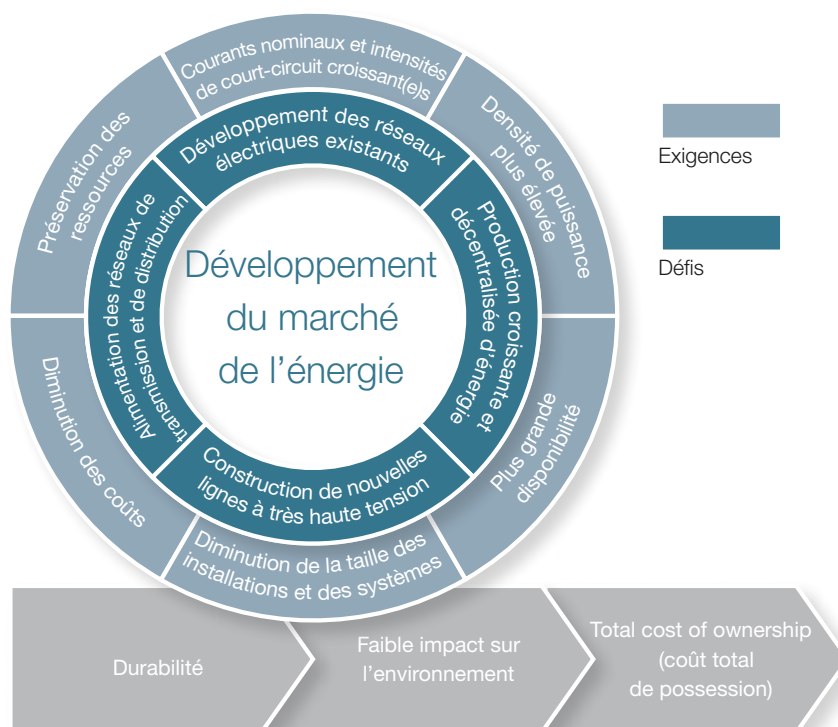 Courants nominaux et intensités
de court-circuit croissant(e)s
Densité de puissance
plus élevée
Plus grande
disponibilité
Diminution de la taille des
installations et des systèmes
Diminution des coûts
Préservation des
ressources
Développement des réseaux
électriques existants
Production croissante et
décentralisée d'énergie
Construction de nouvelles
lignes à très haute tension
Alimentation des réseaux de
transmission et de distribution
Développement
du marché
de l'énergie
Exigences
Défis
Durabilité
Faible impact sur
l'environnement
Total cost of ownership
(coût total
de possession)